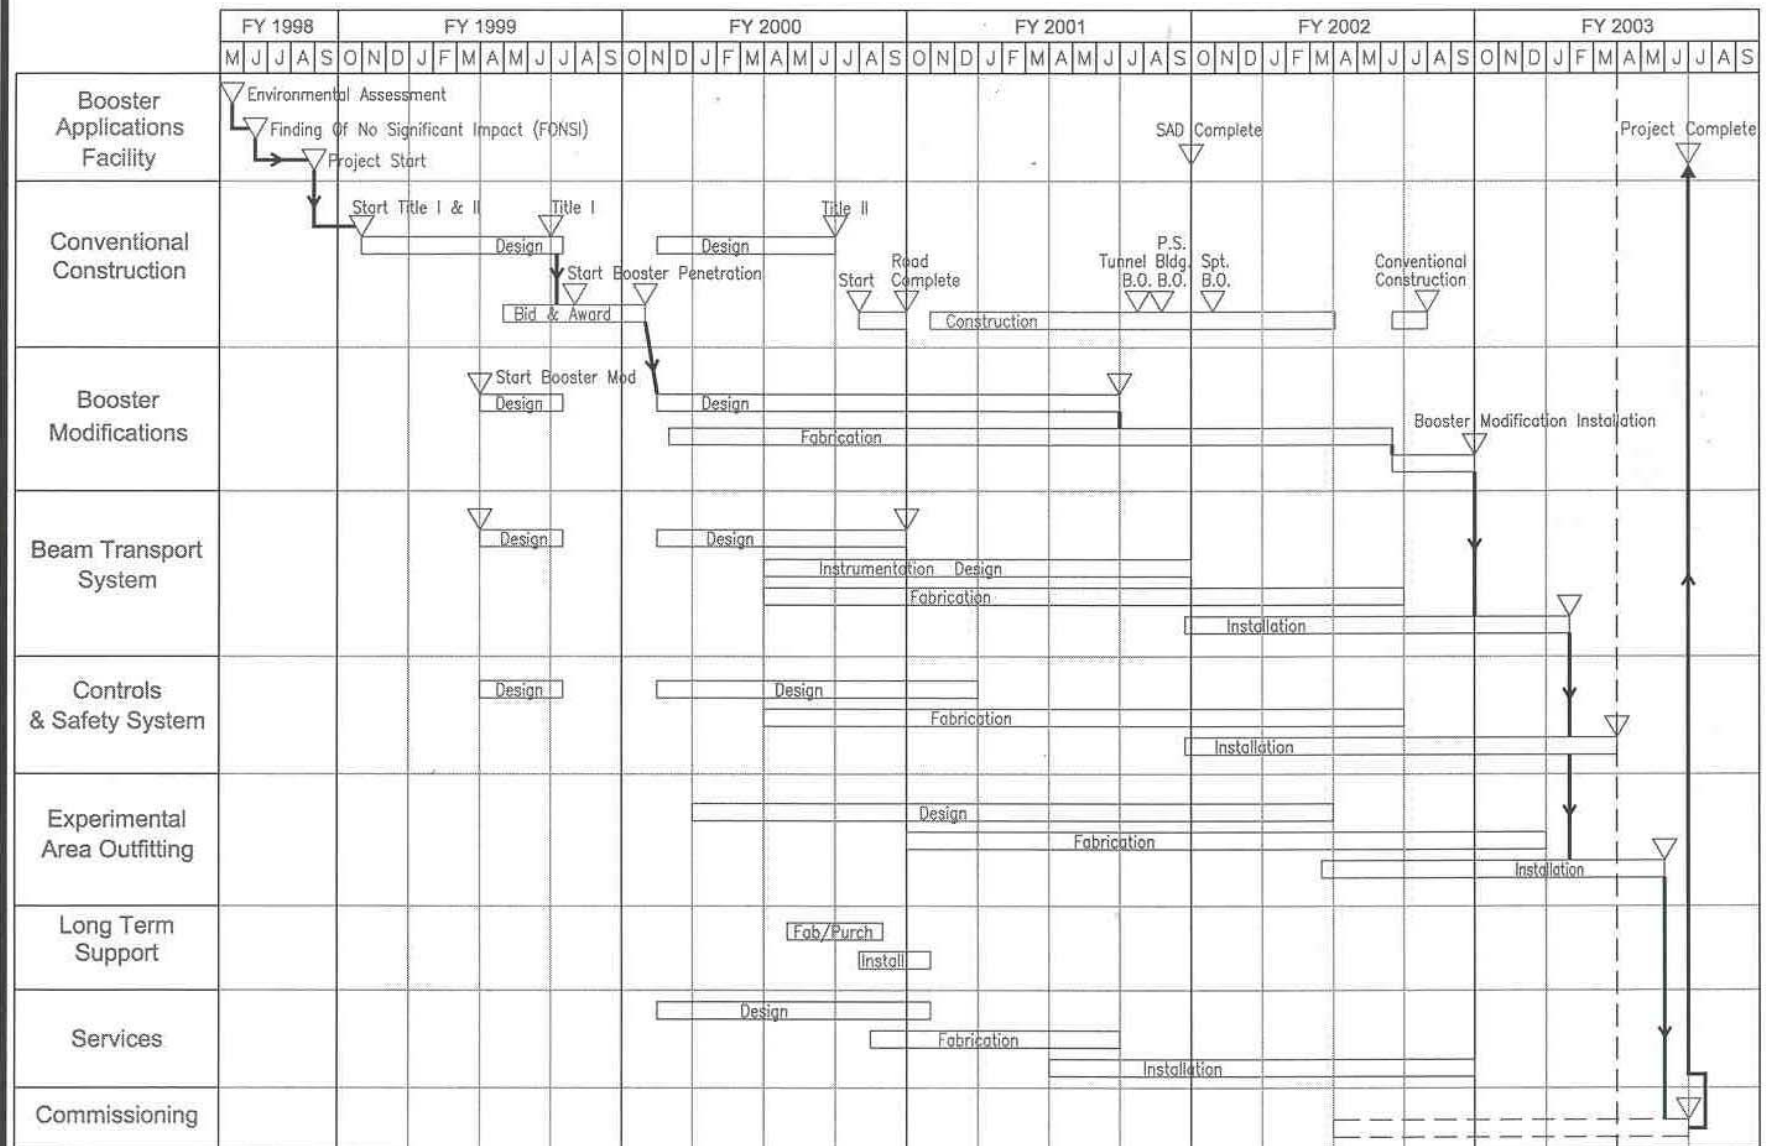 FY 1998 FY 1999 FY 2000 FY 2001 FY 2002 FY 2003
M J J A S O N D J F M A M J J A S O N D J F M A M J J A S O N D J F M A M J J A S O N D J F M A M J J A S O N D J F M A M J J A S
Booster
Applications
Facility
Environmental Assessment
Finding Of No Significant Impact (FONSI)
Project Start
SAD Complete
Project Complete
Conventional
Construction
Start Title I & II
Title I
Title II
Design
Design
Start Booster Penetration
Bid & Award
Start
Road
Complete
Construction
Tunnel
B.O.
P.S.
Bldg.
B.O.
Spt.
B.O.
Conventional
Construction
Booster
Modifications
Start Booster Mod
Design
Design
Fabrication
Booster Modification Installation
Beam Transport
System
Design
Design
Instrumentation Design
Fabrication
Installation
Controls
& Safety System
Design
Design
Fabrication
Installation
Experimental
Area Outfitting
Design
Fabrication
Installation
Long Term
Support
Fab/Purch
Install
Services
Design
Fabrication
Installation
Commissioning